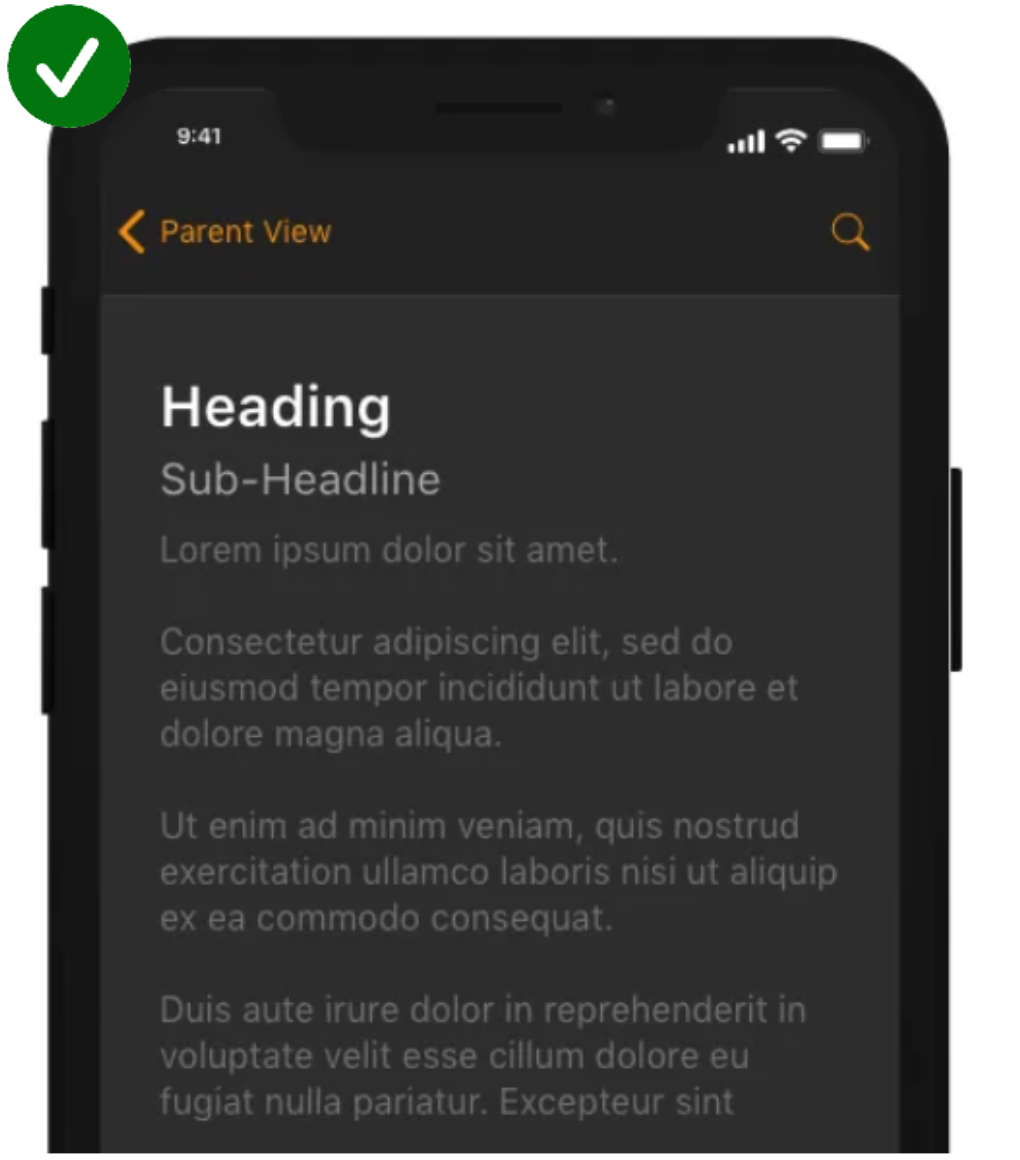 9:41
Parent View
Heading
Sub-Headline
Lorem ipsum dolor sit amet.
Consectetur adipiscing elit, sed do
eiusmod tempor incididunt ut labore et
dolore magna aliqua.
Ut enim ad minim veniam, quis nostrud
exercitation ullamco laboris nisi ut aliquip
ex ea commodo consequat.
Duis aute irure dolor in reprehenderit in
voluptate velit esse cillum dolore eu
fugiat nulla pariatur. Excepteur sint